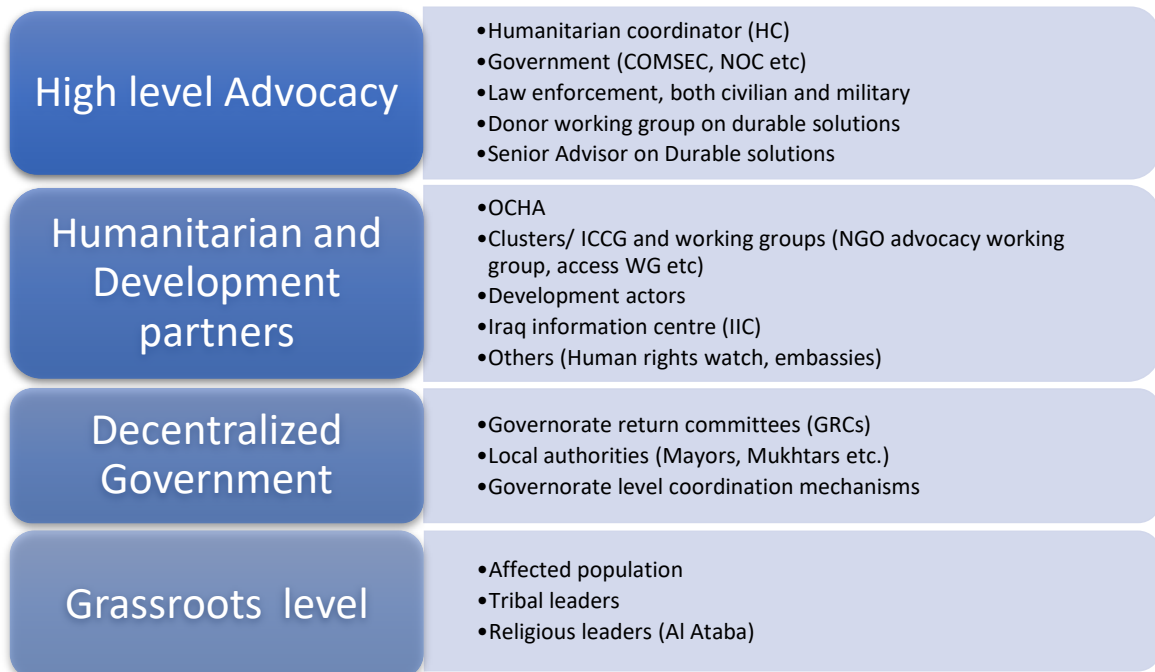 High level Advocacy
•Humanitarian coordinator (HC)
•Government (COMSEC, NOC etc)
•Law enforcement, both civilian and military
•Donor working group on durable solutions
•Senior Advisor on Durable solutions
Humanitarian and
Development
partners
•OCHA
•Clusters/ ICCG and working groups (NGO advocacy working
group, access WG etc)
•Development actors
•Iraq information centre (IIC)
•Others (Human rights watch, embassies)
Decentralized
Government
•Governorate return committees (GRCs)
•Local authorities (Mayors, Mukhtars etc.)
•Governorate level coordination mechanisms
Grassroots level
•Affected population
•Tribal leaders
•Religious leaders (Al Ataba)